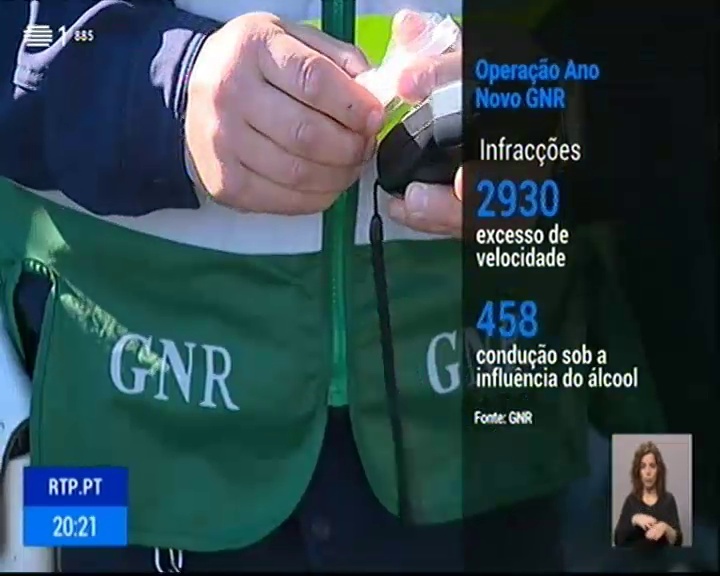 1 885
Operação Ano
Novo GNR
Infracções
2930
excesso de
velocidade
458
condução sob a
influência do álcool
Fonte: GNR
GNR
G
RTP.PT
20:21